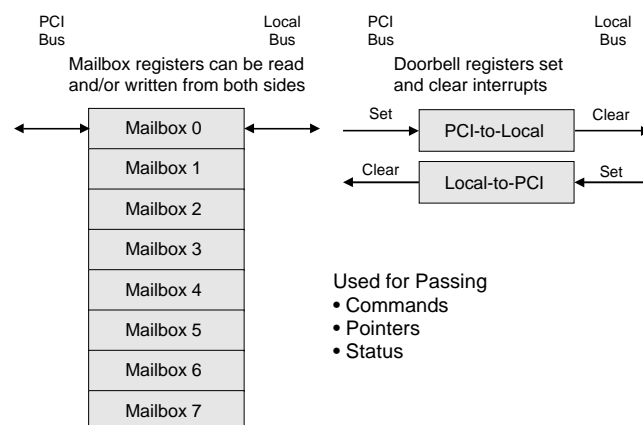 PCI
Bus
Local
Bus
Mailbox registers can be read
and/or written from both sides
Mailbox 0
Mailbox 1
Mailbox 2
Mailbox 3
Mailbox 4
Mailbox 5
Mailbox 6
Mailbox 7
PCI
Bus
Local
Bus
Doorbell registers set
and clear interrupts
Set
PCI-to-Local
Clear
Clear
Local-to-PCI
Set
Used for Passing
• Commands
• Pointers
• Status